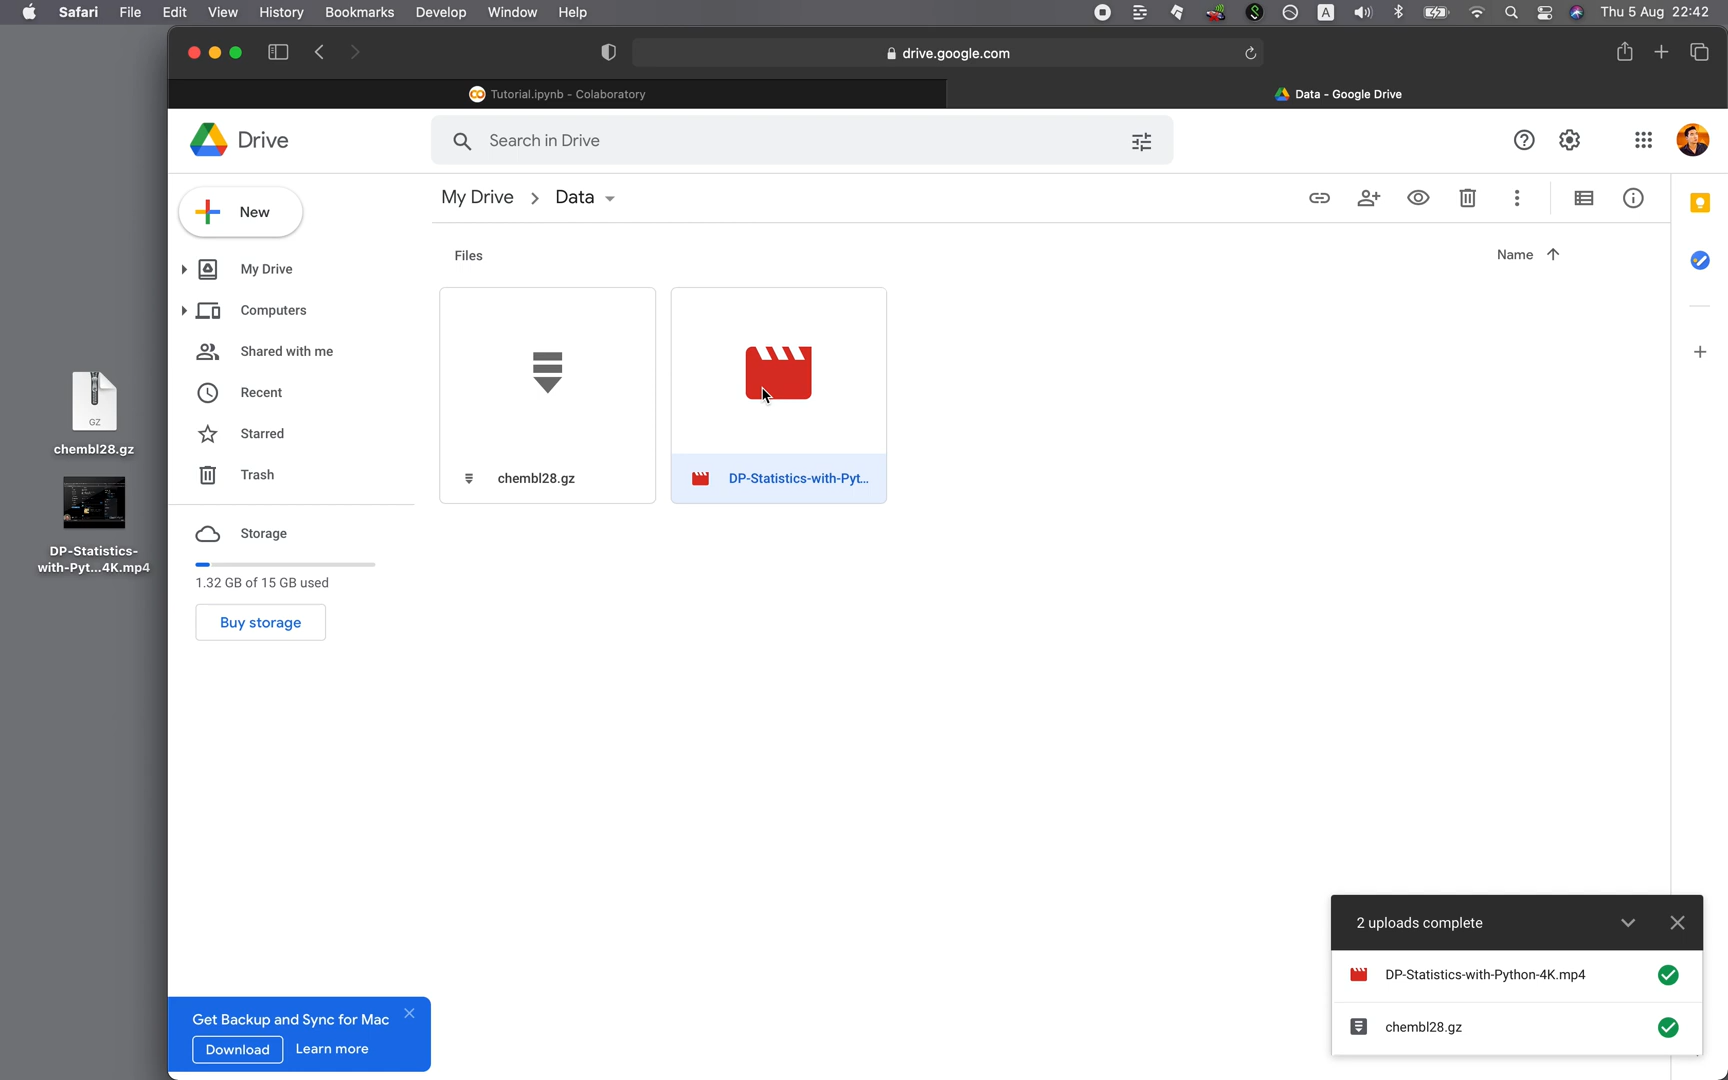 Safari File Edit View History Bookmarks Develop Window Help
A
Thu 5 Aug 22:42
drive.google.com
Tutorial.ipynb - Colaboratory
Data - Google Drive
Drive
Search in Drive
New
My Drive
Computers
Shared with me
Recent
Starred
Trash
Storage
1.32 GB of 15 GB used
Buy storage
My Drive > Data
Files
Name
chembl28.gz
DP-Statistics-with-Pyt...
GZ
chembl28.gz
DP-Statistics-
with-Pyt...4K.mp4
2 uploads complete
DP-Statistics-with-Python-4K.mp4
chembl28.gz
Get Backup and Sync for Mac
Download
Learn more